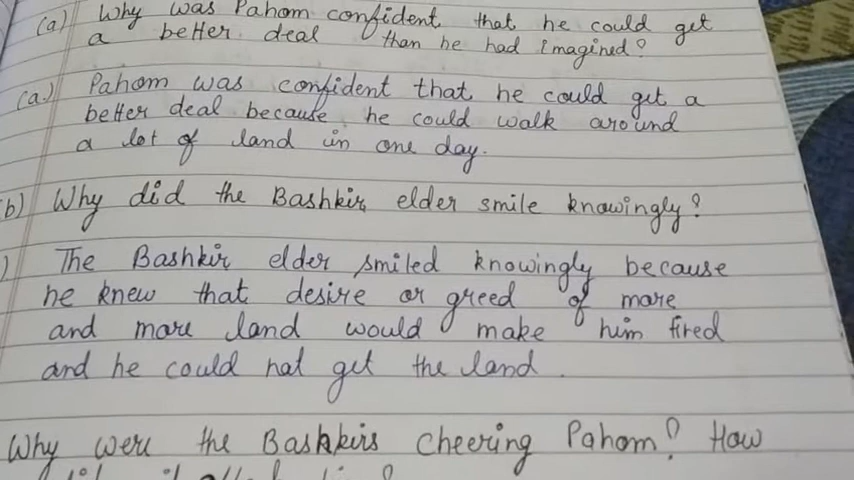 (a) Why was Pahom confident that he could get
a better deal than he had imagined?
(a) Pahom was confident that he could get a
better deal because he could walk around
a lot of land in one day.
b) Why did the Bashkir elder smile knowingly?
) The Bashkir elder smiled knowingly because
he knew that desire or greed of more
and more land would make him tired
and he could not get the land.
Why were the Bashkirs cheering Pahom? How